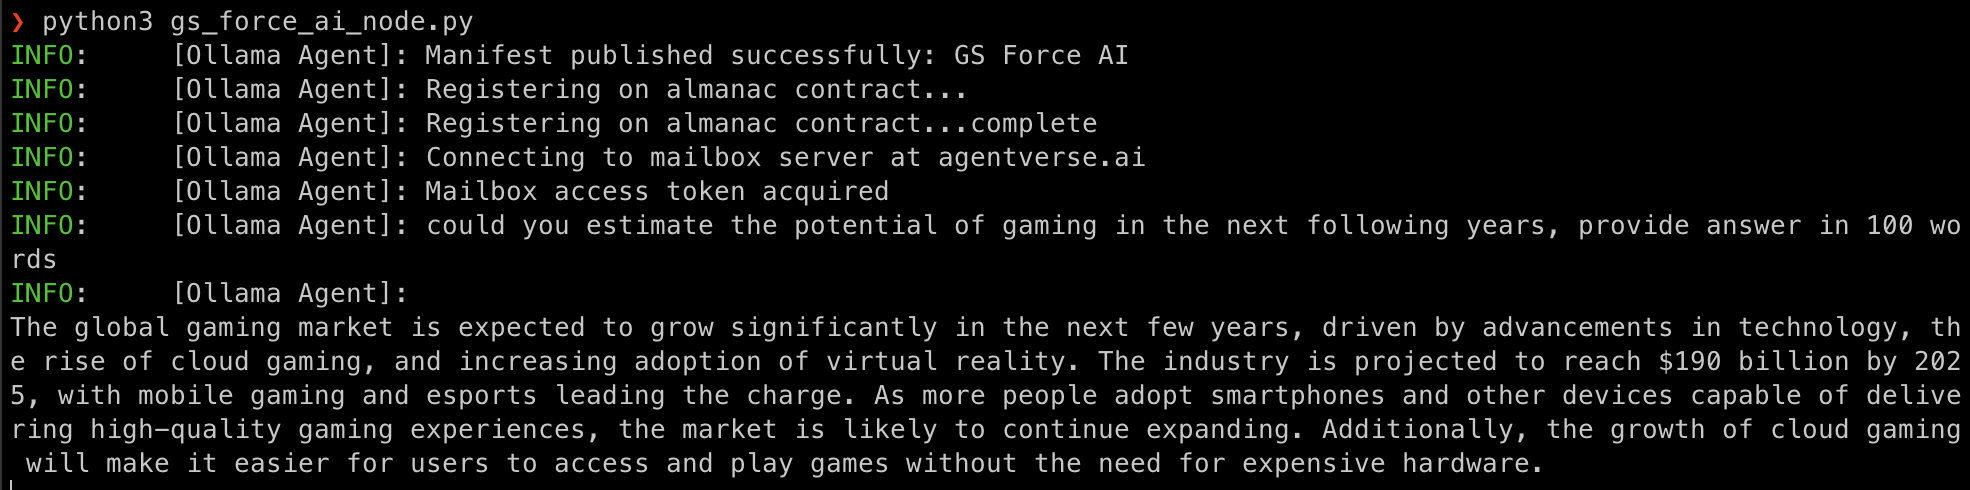 ❯ python3 gs_force_ai_node.py
INFO:     [Ollama Agent]: Manifest published successfully: GS Force AI
INFO:     [Ollama Agent]: Registering on almanac contract...
INFO:     [Ollama Agent]: Registering on almanac contract...complete
INFO:     [Ollama Agent]: Connecting to mailbox server at agentverse.ai
INFO:     [Ollama Agent]: Mailbox access token acquired
INFO:     [Ollama Agent]: could you estimate the potential of gaming in the next following years, provide answer in 100 wo
rds
INFO:     [Ollama Agent]:
The global gaming market is expected to grow significantly in the next few years, driven by advancements in technology, th
e rise of cloud gaming, and increasing adoption of virtual reality. The industry is projected to reach $190 billion by 202
5, with mobile gaming and esports leading the charge. As more people adopt smartphones and other devices capable of delive
ring high-quality gaming experiences, the market is likely to continue expanding. Additionally, the growth of cloud gaming
 will make it easier for users to access and play games without the need for expensive hardware.